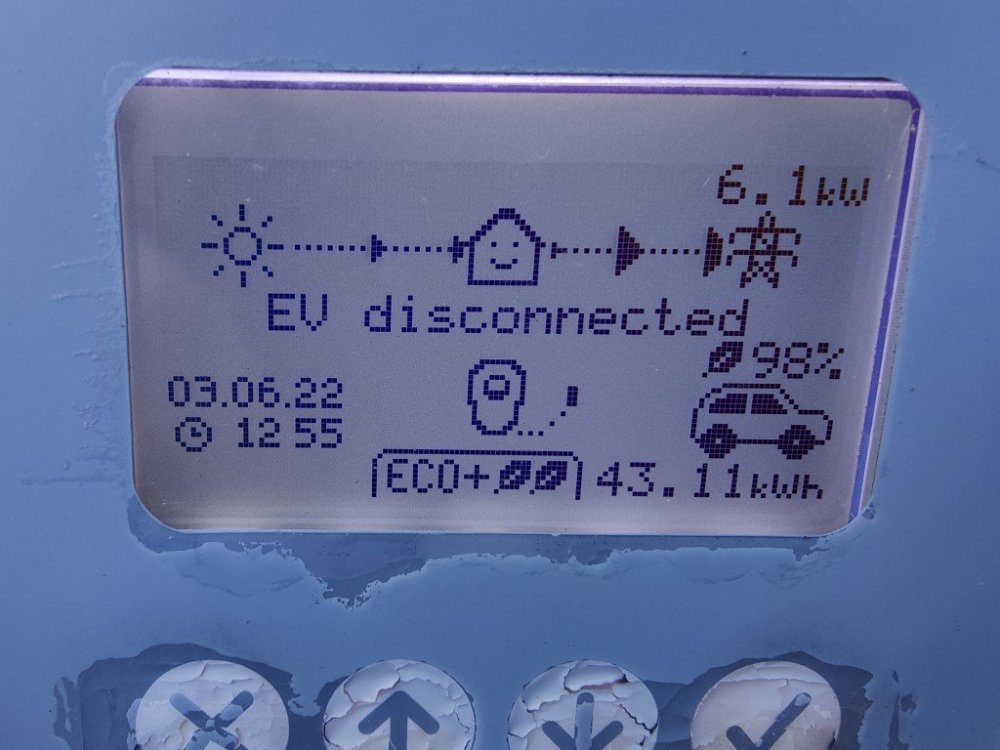 6.1kW
EV disconnected
98%
03.06.22
12 55
ECO+
43.11kWh